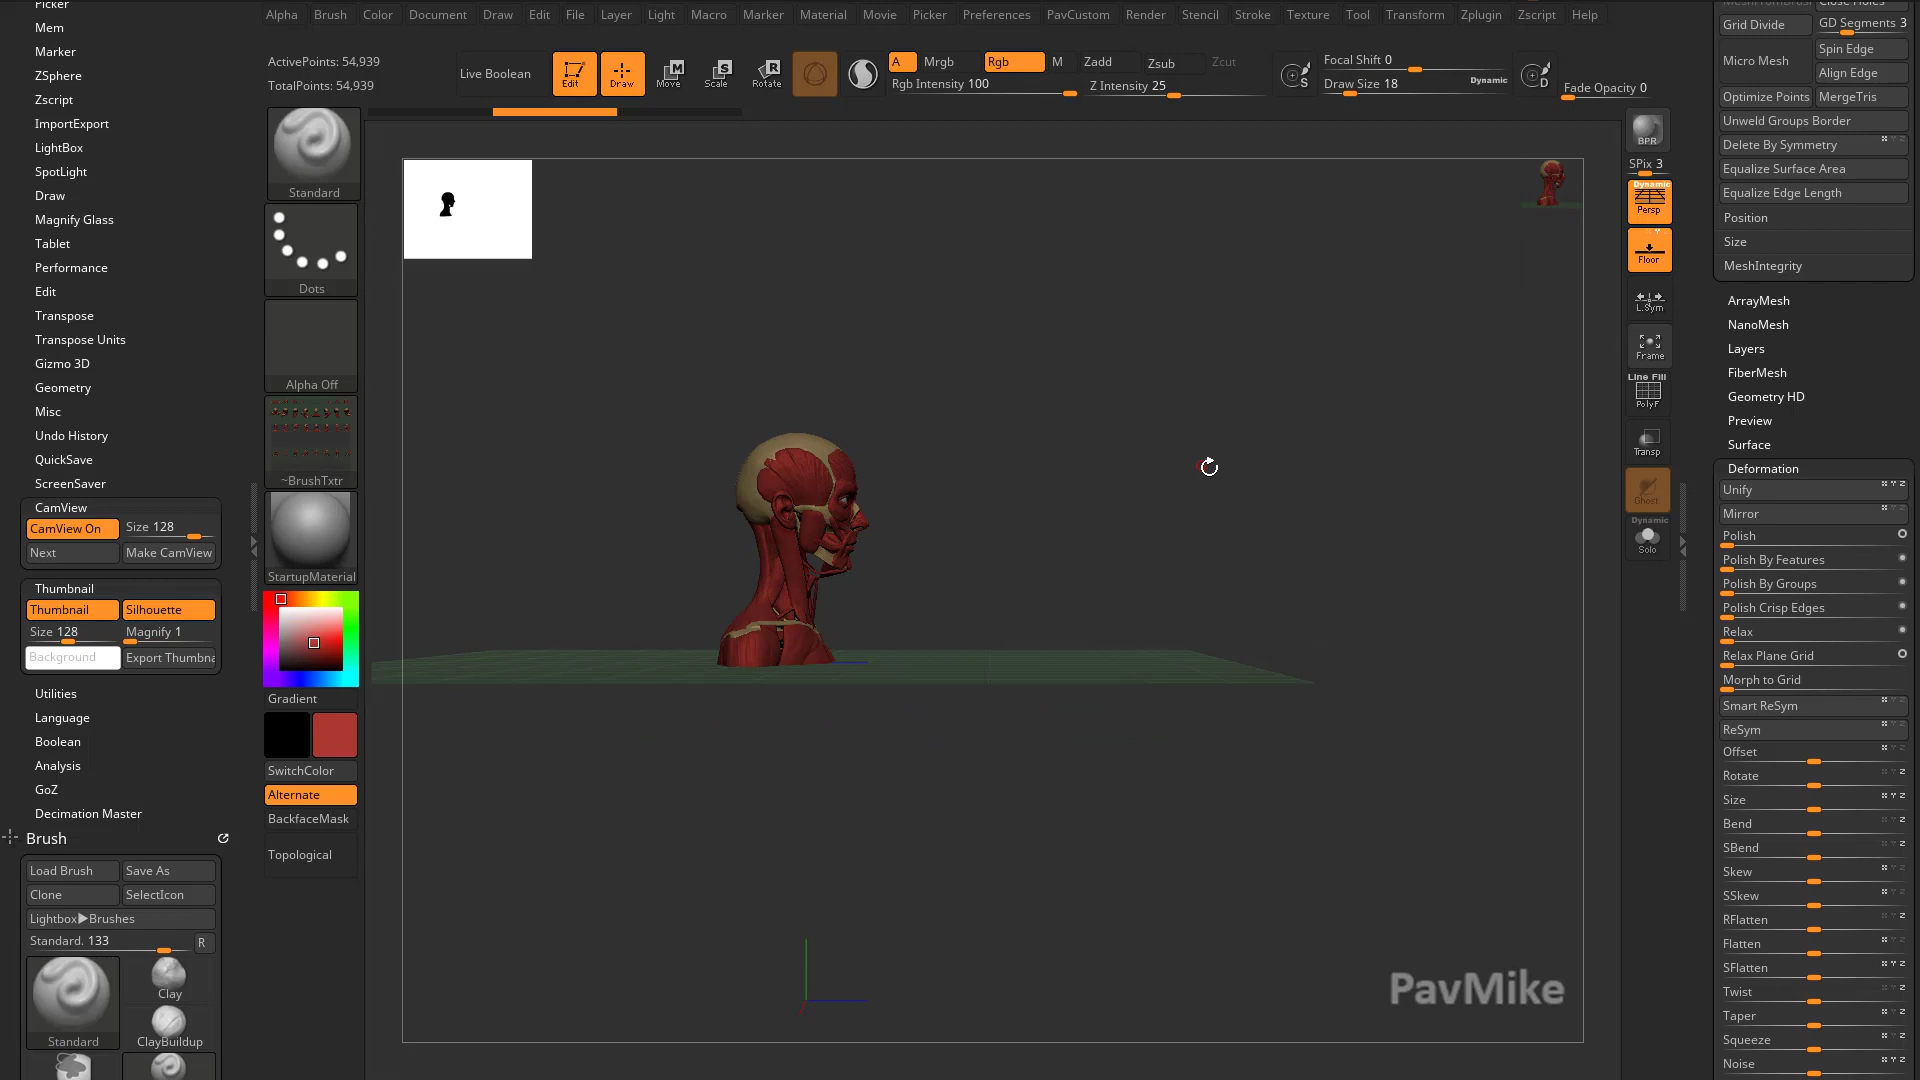 Alpha Brush Color Document Draw Edit File Layer Light Macro Marker Material Movie Picker Preferences PavCustom Render Stencil Stroke Texture Tool Transform Zplugin Zscript Help
Picker
Mem
Marker
ZSphere
Zscript
ImportExport
LightBox
SpotLight
Draw
Magnify Glass
Tablet
Performance
Edit
Transpose
Transpose Units
Gizmo 3D
Geometry
Misc
Undo History
QuickSave
ScreenSaver
CamView
CamView On Size 128
Next Make CamView
Thumbnail
Thumbnail Silhouette
Size 128 Magnify 1
Background Export Thumbna
Utilities
Language
Boolean
Analysis
GoZ
Decimation Master
Brush
Load Brush Save As
Clone SelectIcon
Lightbox▶Brushes
Standard. 133 R
Clay
Standard ClayBuildup
ActivePoints: 54,939
TotalPoints: 54,939
Live Boolean
Edit
Draw
Move
Scale
Rotate
A Mrgb Rgb M Zadd Zsub Zcut
Rgb Intensity 100 Z Intensity 25
S
Focal Shift 0
Draw Size 18 Dynamic
D
Fade Opacity 0
Standard
Dots
Alpha Off
~BrushTxtr
StartupMaterial
Gradient
SwitchColor
Alternate
BackfaceMask
Topological
PavMike
BPR
SPix 3
Dynamic
Persp
Floor
L.Sym
Frame
Line Fill
PolyF
Transp
Ghost
Dynamic
Solo
Close Holes
Grid Divide GD Segments 3
Micro Mesh Spin Edge
Align Edge
Optimize Points MergeTris
Unweld Groups Border
Delete By Symmetry
Equalize Surface Area
Equalize Edge Length
Position
Size
MeshIntegrity
ArrayMesh
NanoMesh
Layers
FiberMesh
Geometry HD
Preview
Surface
Deformation
Unify
Mirror
Polish
Polish By Features
Polish By Groups
Polish Crisp Edges
Relax
Relax Plane Grid
Morph to Grid
Smart ReSym
ReSym
Offset
Rotate
Size
Bend
SBend
Skew
SSkew
RFlatten
Flatten
SFlatten
Twist
Taper
Squeeze
Noise